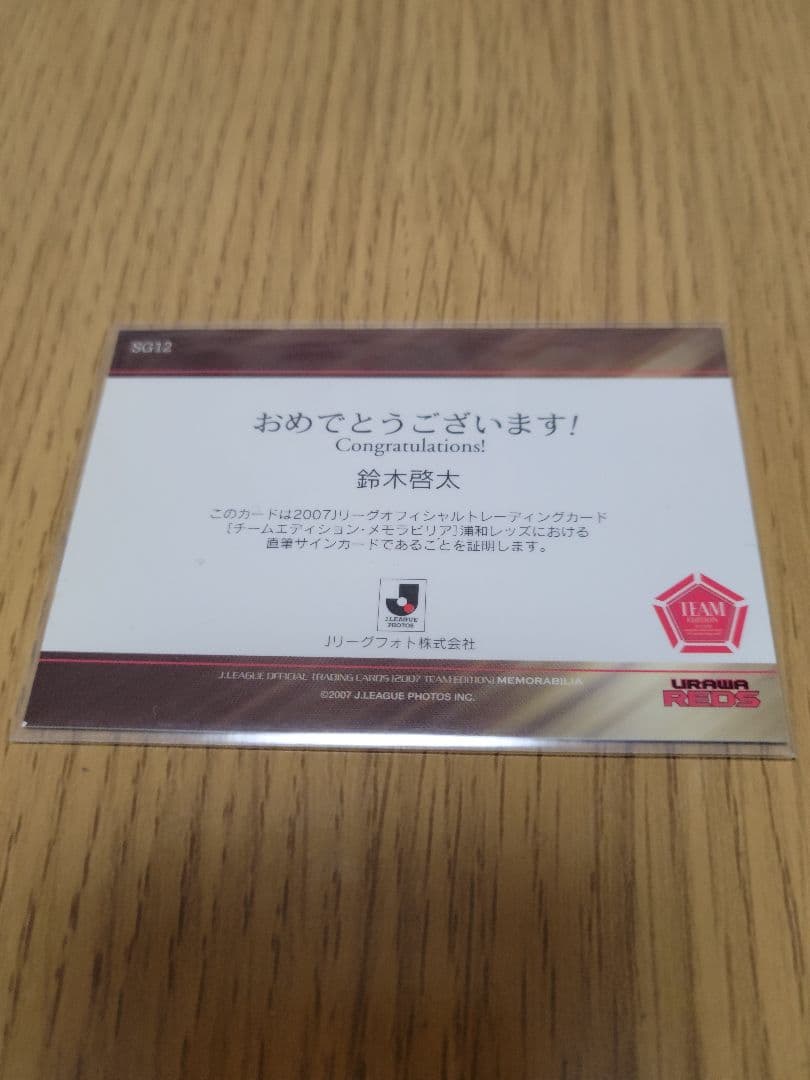 SG12
おめでとうございます!
Congratulations!
鈴木啓太
このカードは2007Jリーグオフィシャルトレーディングカード
[チームエディション・メモラビリア]浦和レッズにおける
直筆サインカードであることを証明します。
J.LEAGUE
PHOTOS
Jリーグフォト株式会社
TEAM
EDITION
J.LEAGUE OFFICIAL TRADING CARDS [2007 TEAM EDITION] MEMORABILIA
©2007 J.LEAGUE PHOTOS INC.
URAWA
REDS